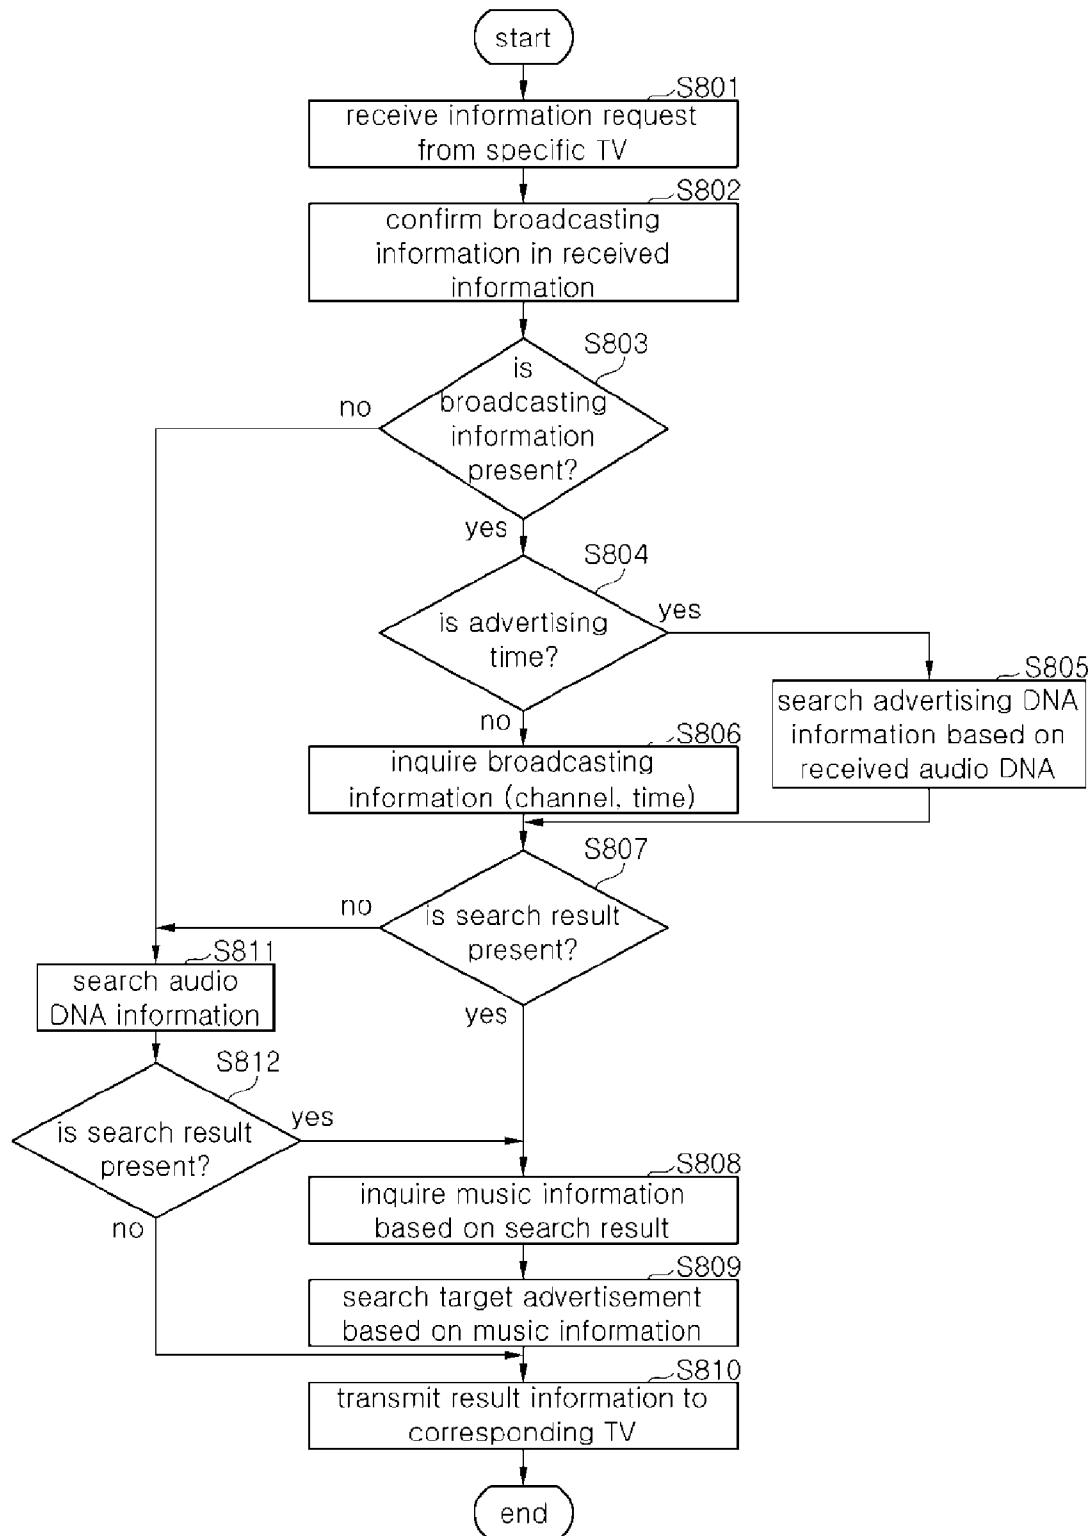 start
S801
receive information request
from specific TV
S802
confirm broadcasting
information in received
information
S803
is
broadcasting
information
present?
no
yes
S804
is advertising
time?
yes
no
S805
search advertising DNA
information based on
received audio DNA
S806
inquire broadcasting
information (channel, time)
S807
is search result
present?
no
yes
S811
search audio
DNA information
S812
is search result
present?
yes
no
S808
inquire music information
based on search result
S809
search target advertisement
based on music information
S810
transmit result information to
corresponding TV
end